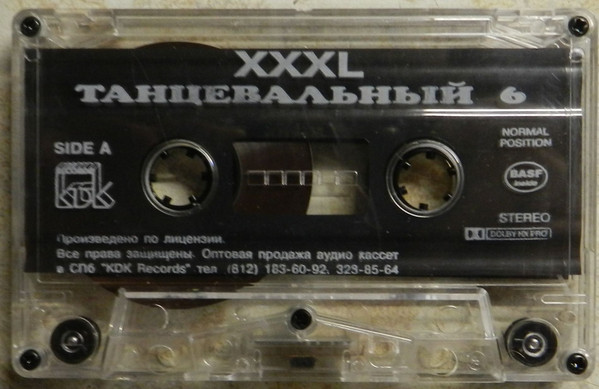 XXXL
ТАНЦЕВАЛЬНЫЙ 6
SIDE A
NORMAL
POSITION
KDK
BASF
inside
STEREO
DOLBY HX PRO
Произведено по лицензии.
Все права защищены. Оптовая продажа аудио кассет
в СПб "KDK Records" тел. (812) 183-60-92, 329-85-64